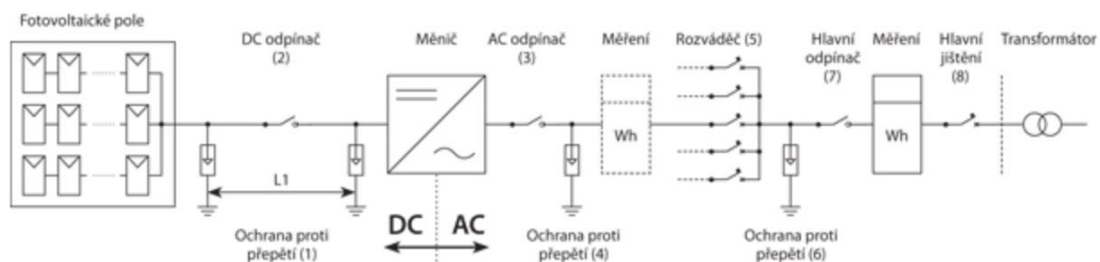 Fotovoltaické pole
DC odpínač
(2)
Měnič
AC odpínač
(3)
Měření
Rozváděč (5)
Hlavní
odpínač
(7)
Měření
Hlavní
jištění
(8)
Transformátor
Wh
Wh
L1
DC
AC
Ochrana proti
přepětí (1)
Ochrana proti
přepětí (4)
Ochrana proti
přepětí (6)